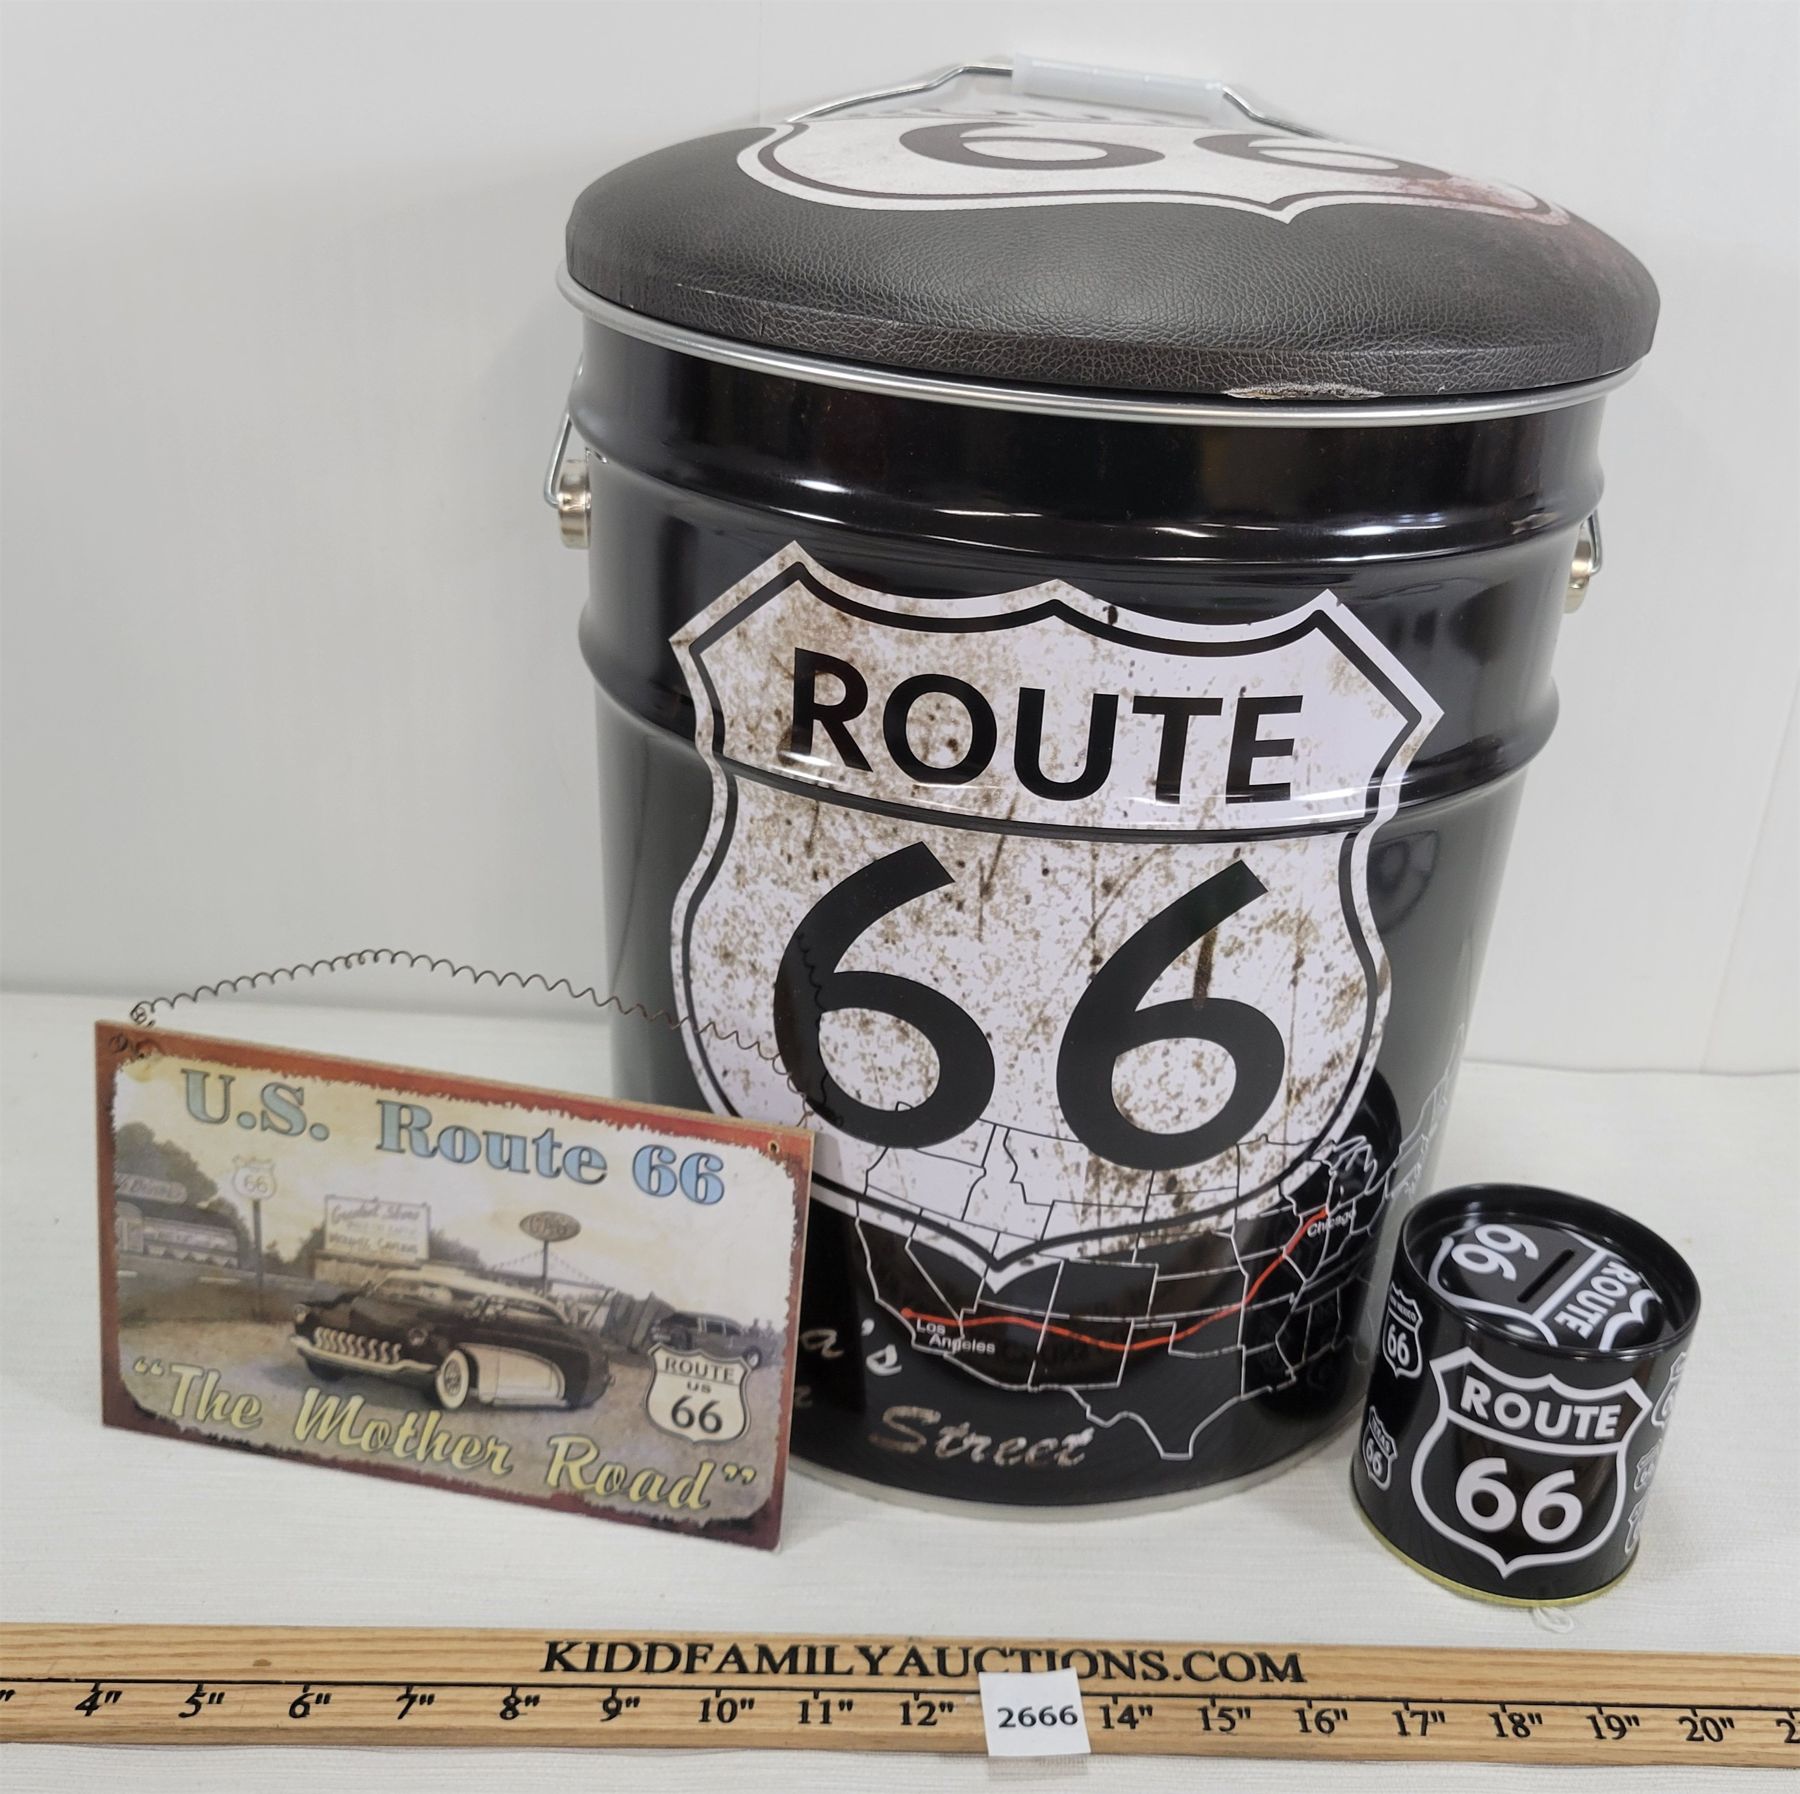 66
ROUTE
66
Chicago
Los
Angeles
a's
Street
U.S. Route 66
66
ROUTE
US
66
"The Mother Road"
66
ROUTE
66
TEXAS
66
ROUTE
66
KIDDFAMILYAUCTIONS.COM
4" 5" 6" 7" 8" 9" 10" 11" 12" 2666 14" 15" 16" 17" 18" 19" 20"